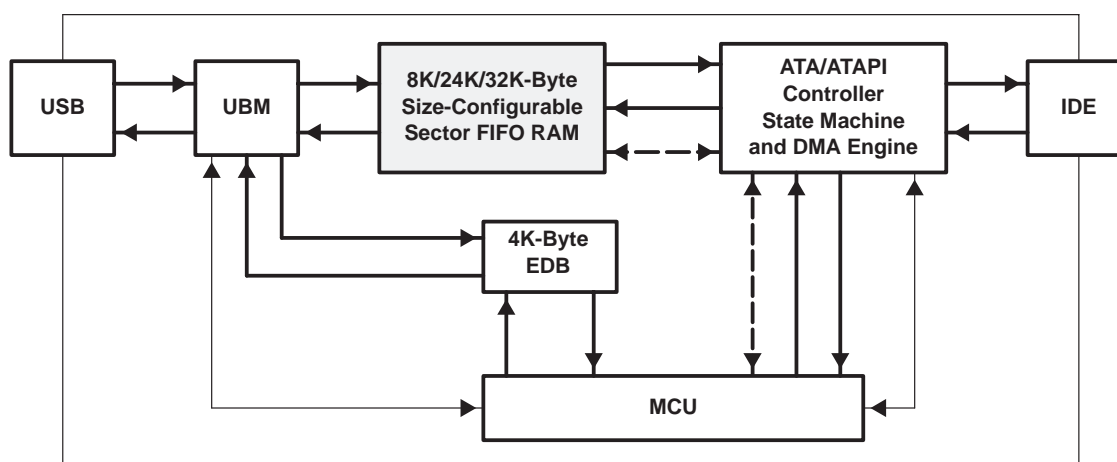 USB
UBM
8K/24K/32K-Byte
Size-Configurable
Sector FIFO RAM
ATA/ATAPI
Controller
State Machine
and DMA Engine
IDE
4K-Byte
EDB
MCU